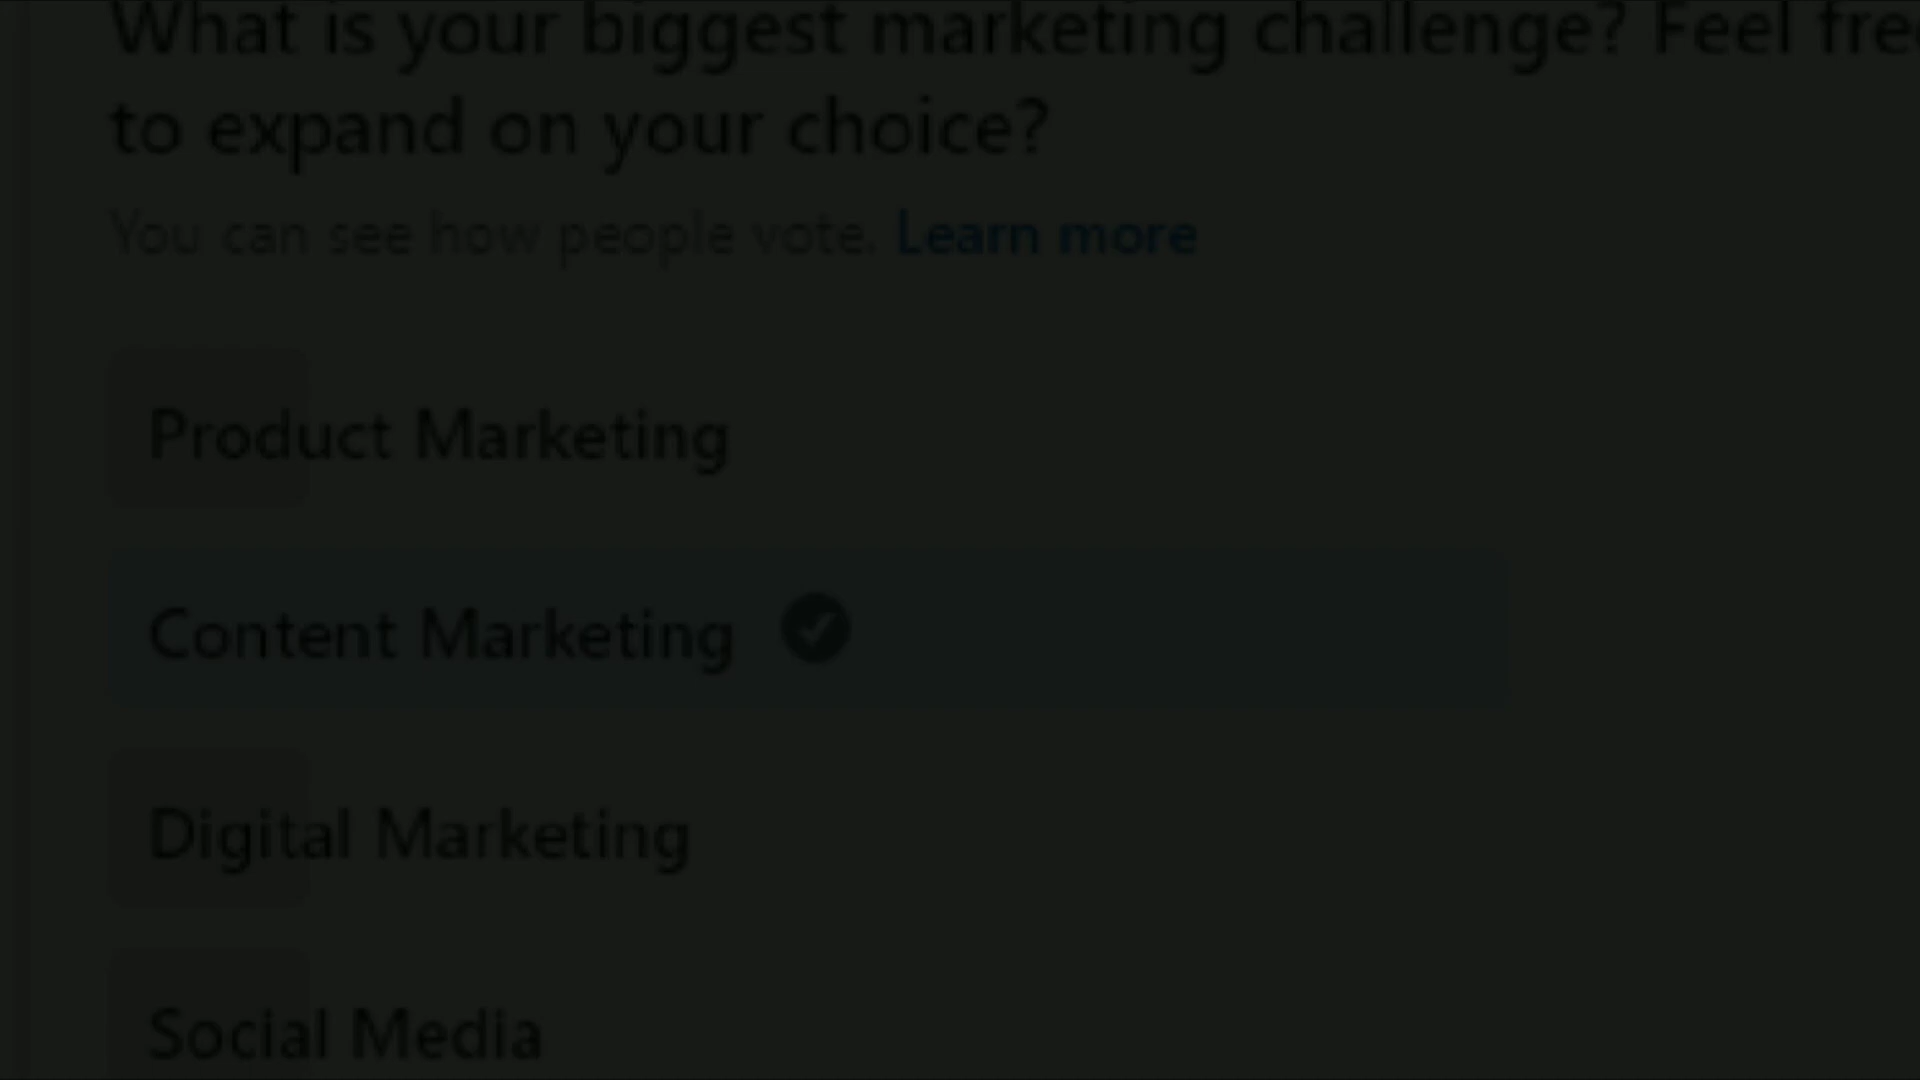 What is your biggest marketing challenge? Feel
to expand on your choice?
You can see how people vote. Learn more
Product Marketing
Content Marketing
Digital Marketing
Social Media